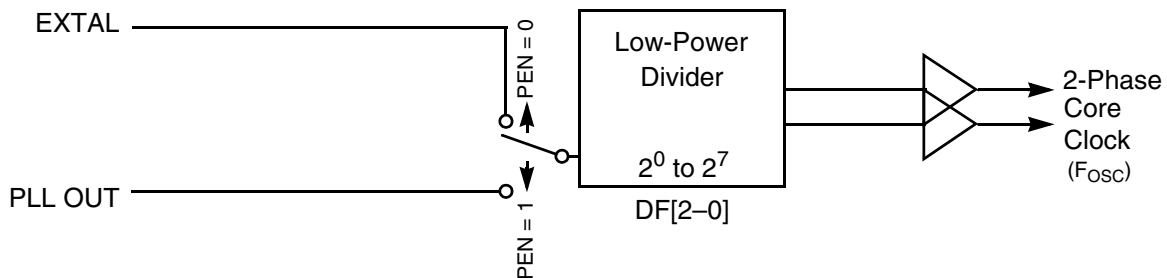 EXTAL
PEN = 0
Low-Power
Divider
2⁰ to 2⁷
DF[2–0]
2-Phase
Core
Clock
(FOSC)
PLL OUT
PEN = 1